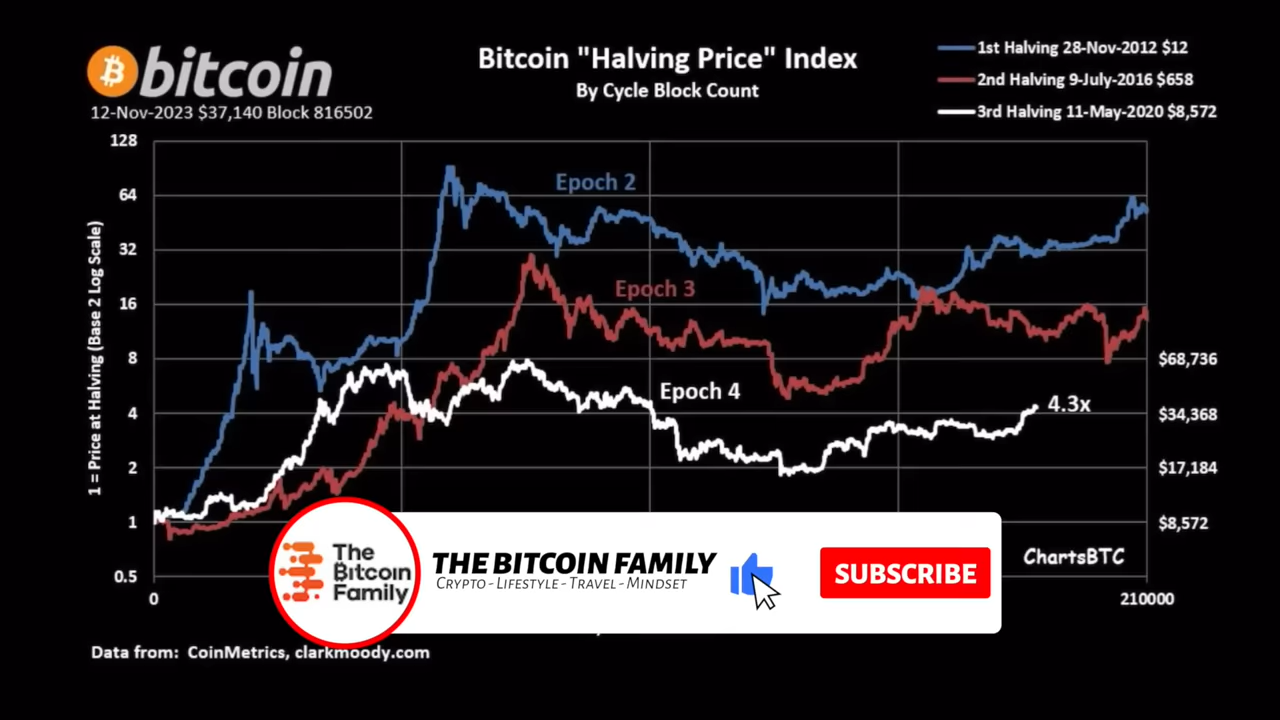 bitcoin
12-Nov-2023 $37,140 Block 816502
Bitcoin "Halving Price" Index
By Cycle Block Count
1st Halving 28-Nov-2012 $12
2nd Halving 9-July-2016 $658
3rd Halving 11-May-2020 $8,572
1 = Price at Halving (Base 2 Log Scale)
128
64
32
16
8
4
2
1
0.5
Epoch 2
Epoch 3
Epoch 4
4.3x
$68,736
$34,368
$17,184
$8,572
ChartsBTC
0
210000
The
Bitcoin
Family
THE BITCOIN FAMILY
CRYPTO - LIFESTYLE - TRAVEL - MINDSET
SUBSCRIBE
Data from: CoinMetrics, clarkmoody.com